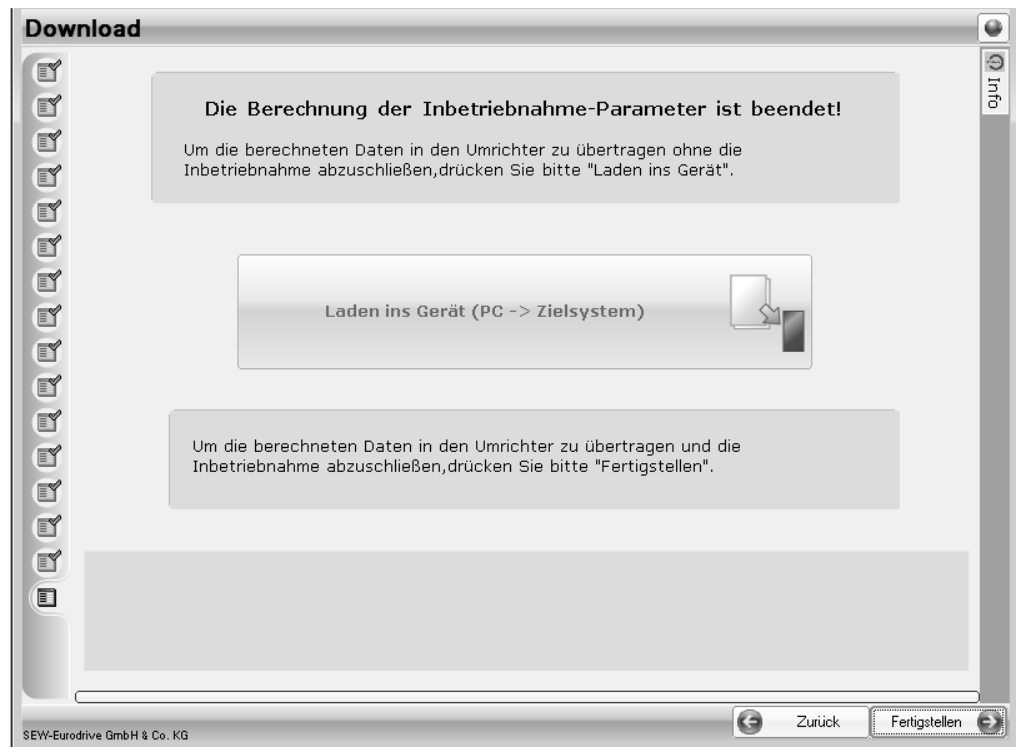 Download
Info
Die Berechnung der Inbetriebnahme-Parameter ist beendet!
Um die berechneten Daten in den Umrichter zu übertragen ohne die
Inbetriebnahme abzuschließen,drücken Sie bitte "Laden ins Gerät".
Laden ins Gerät (PC -> Zielsystem)
Um die berechneten Daten in den Umrichter zu übertragen und die
Inbetriebnahme abzuschließen,drücken Sie bitte "Fertigstellen".
Zurück
Fertigstellen
SEW-Eurodrive GmbH & Co. KG